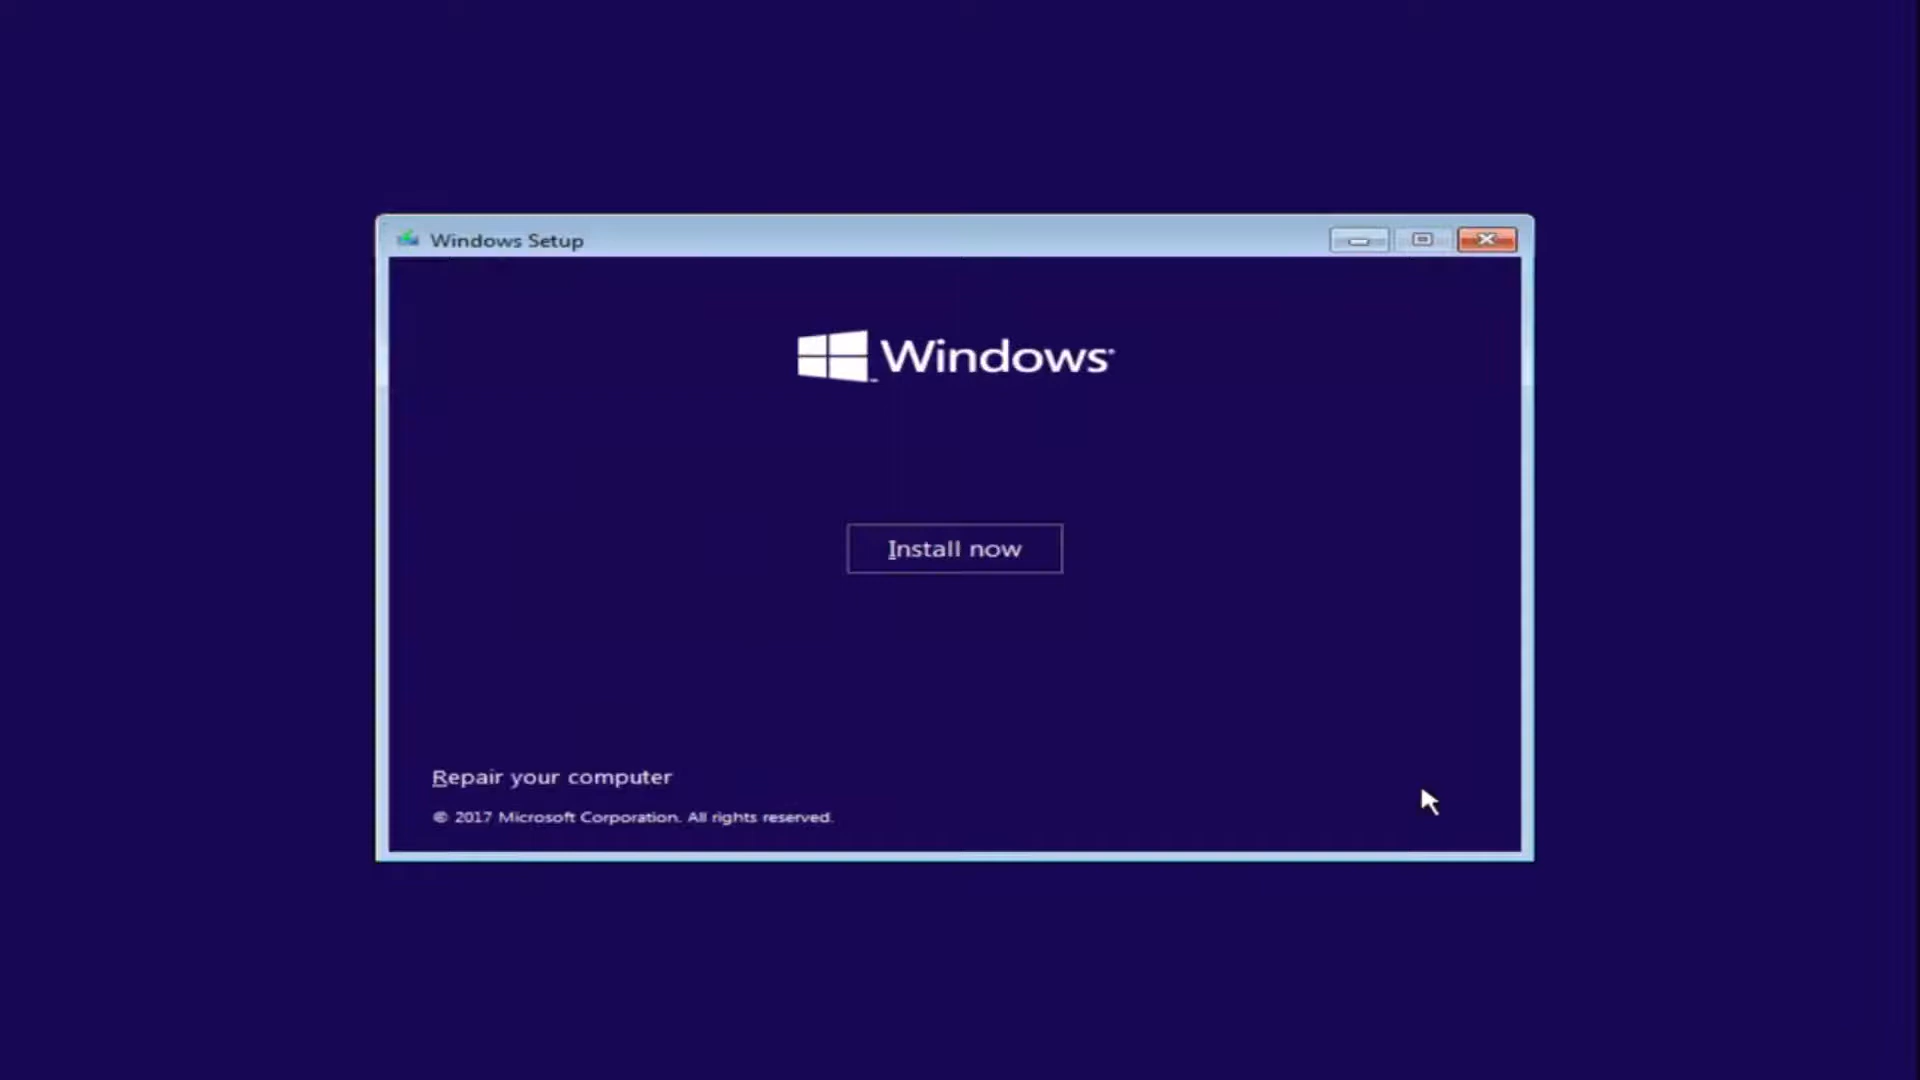 Windows Setup
Windows
Install now
Repair your computer
© 2017 Microsoft Corporation. All rights reserved.